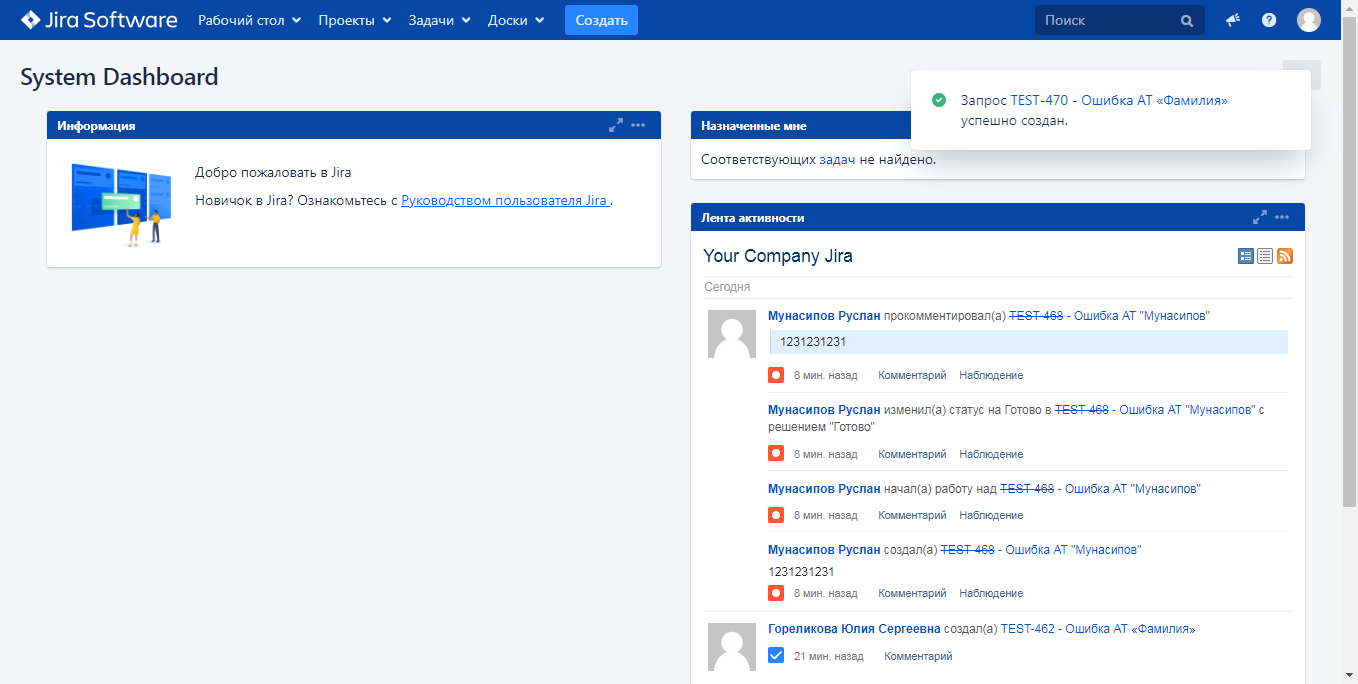 Jira Software Рабочий стол Проекты Задачи Доски Создать Поиск
System Dashboard
Запрос TEST-470 - Ошибка АТ «Фамилия»
успешно создан.
Информация
Добро пожаловать в Jira
Новичок в Jira? Ознакомьтесь с Руководством пользователя Jira .
Назначенные мне
Соответствующих задач не найдено.
Лента активности
Your Company Jira
Сегодня
Мунасипов Руслан прокомментировал(а) TEST-468 - Ошибка АТ "Мунасипов"
1231231231
8 мин. назад Комментарий Наблюдение
Мунасипов Руслан изменил(а) статус на Готово в TEST-468 - Ошибка АТ "Мунасипов" с
решением "Готово"
8 мин. назад Комментарий Наблюдение
Мунасипов Руслан начал(а) работу над TEST-468 - Ошибка АТ "Мунасипов"
8 мин. назад Комментарий Наблюдение
Мунасипов Руслан создал(а) TEST-468 - Ошибка АТ "Мунасипов"
1231231231
8 мин. назад Комментарий Наблюдение
Гореликова Юлия Сергеевна создал(а) TEST-462 - Ошибка АТ «Фамилия»
21 мин. назад Комментарий